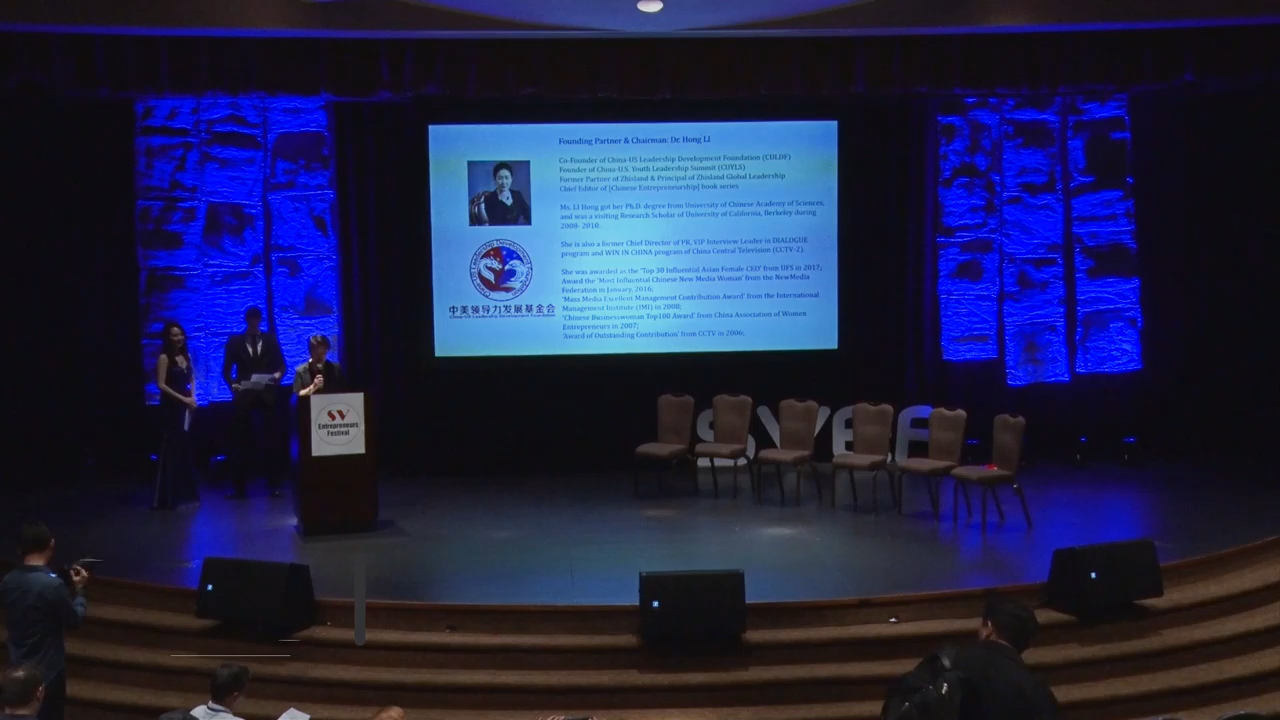 Founding Partner & Chairman: Dr. Hong LI
Co-Founder of China-US Leadership Development Foundation (CULDF)
Founder of China-U.S. Youth Leadership Summit (CUYLS)
Former Partner of Zhisland & Principal of Zhisland Global Leadership
Chief Editor of [Chinese Entrepreneurship] book series
Ms. LI Hong got her Ph.D. degree from University of Chinese Academy of Sciences,
and was a visiting Research Scholar of University of California, Berkeley during
2008- 2010.
She is also a former Chief Director of PR, VIP Interview Leader in DIALOGUE
program and WIN IN CHINA program of China Central Television (CCTV-2).
She was awarded as the 'Top 30 Influential Asian Female CEO' from UFS in 2017;
Award the 'Most Influential Chinese New Media Woman' from the NewMedia
Federation in January, 2016;
'Mass Media Excellent Management Contribution Award' from the International
Management Institute (IMI) in 2008;
'Chinese Businesswoman Top100 Award' from China Association of Women
Entrepreneurs in 2007;
'Award of Outstanding Contribution' from CCTV in 2006;
中美领导力发展基金会
China-US Leadership Development Foundation
SV
Entrepreneurs
Festival
SVEF